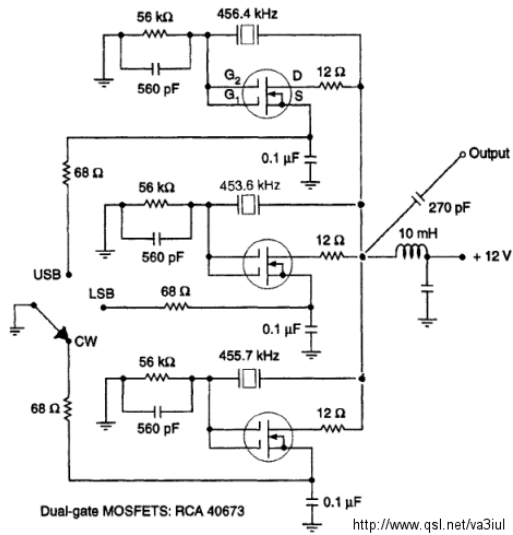 56 kΩ
456.4 kHz
560 pF
G2
D
G1
S
12 Ω
0.1 µF
68 Ω
56 kΩ
453.6 kHz
560 pF
12 Ω
Output
270 pF
10 mH
+ 12 V
USB
LSB
68 Ω
0.1 µF
CW
56 kΩ
455.7 kHz
560 pF
12 Ω
68 Ω
0.1 µF
Dual-gate MOSFETS: RCA 40673
http://www.qsl.net/va3iul